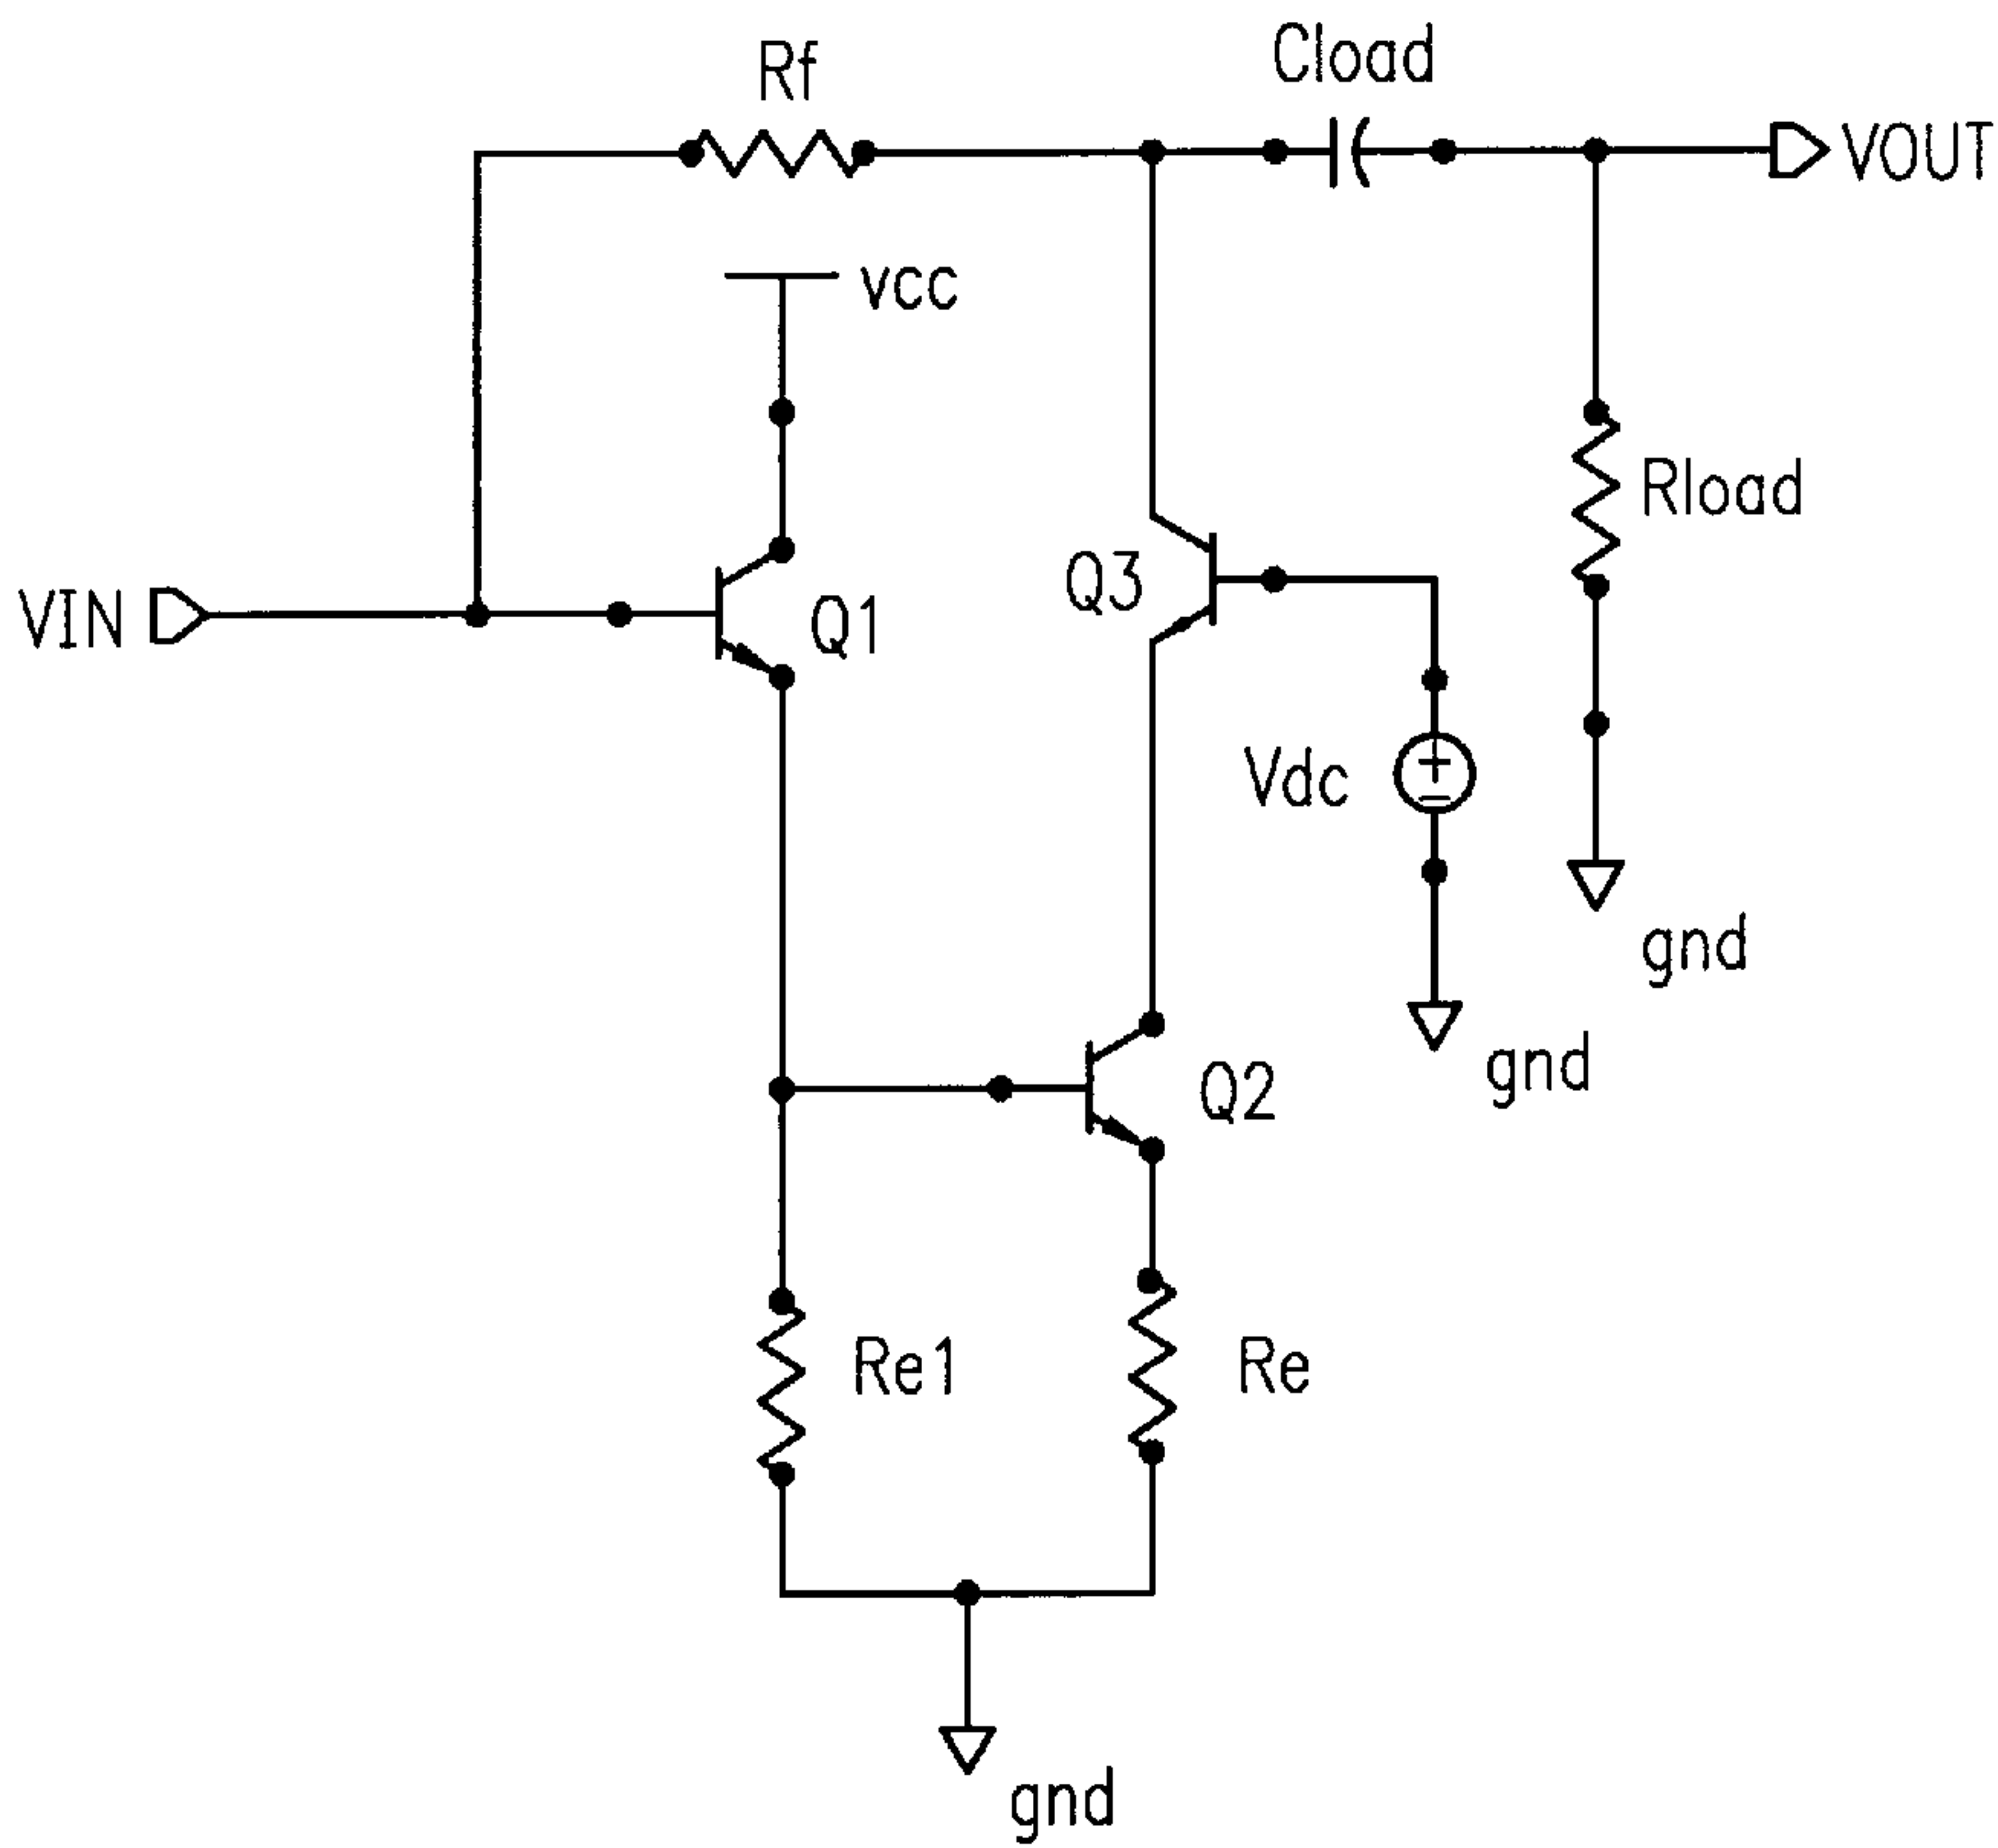 Cload
Rf
VOUT
vcc
Rload
Q3
VIN
Q1
Vdc
gnd
gnd
Q2
Re1
Re
gnd